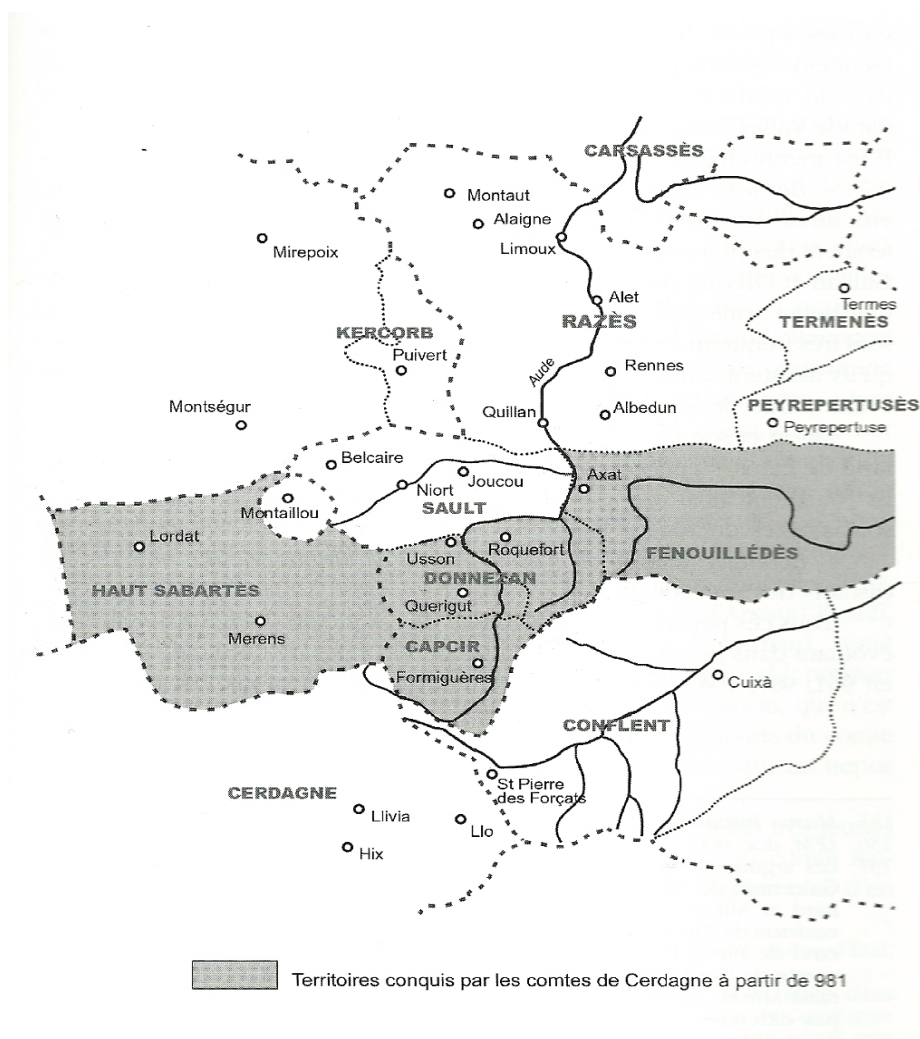 CARSASSÈS
Montaut
Alaigne
Mirepoix
Limoux
Alet
Termes
RAZÈS
TERMENÈS
KERCORB
Puivert
Aude
Rennes
Montségur
Quillan
Albedun
PEYREPERTUSÈS
Peyrepertuse
Belcaire
Niort
Joucou
Axat
Montaillou
SAULT
Lordat
Usson
Roquefort
FENOUILLÉDÈS
DONNEZAN
HAUT SABARTÈS
Querigut
Merens
CAPCIR
Formiguères
Cuixà
CONFLENT
CERDAGNE
St Pierre
des Forçats
Llivia
Llo
Hix
Territoires conquis par les comtes de Cerdagne à partir de 981